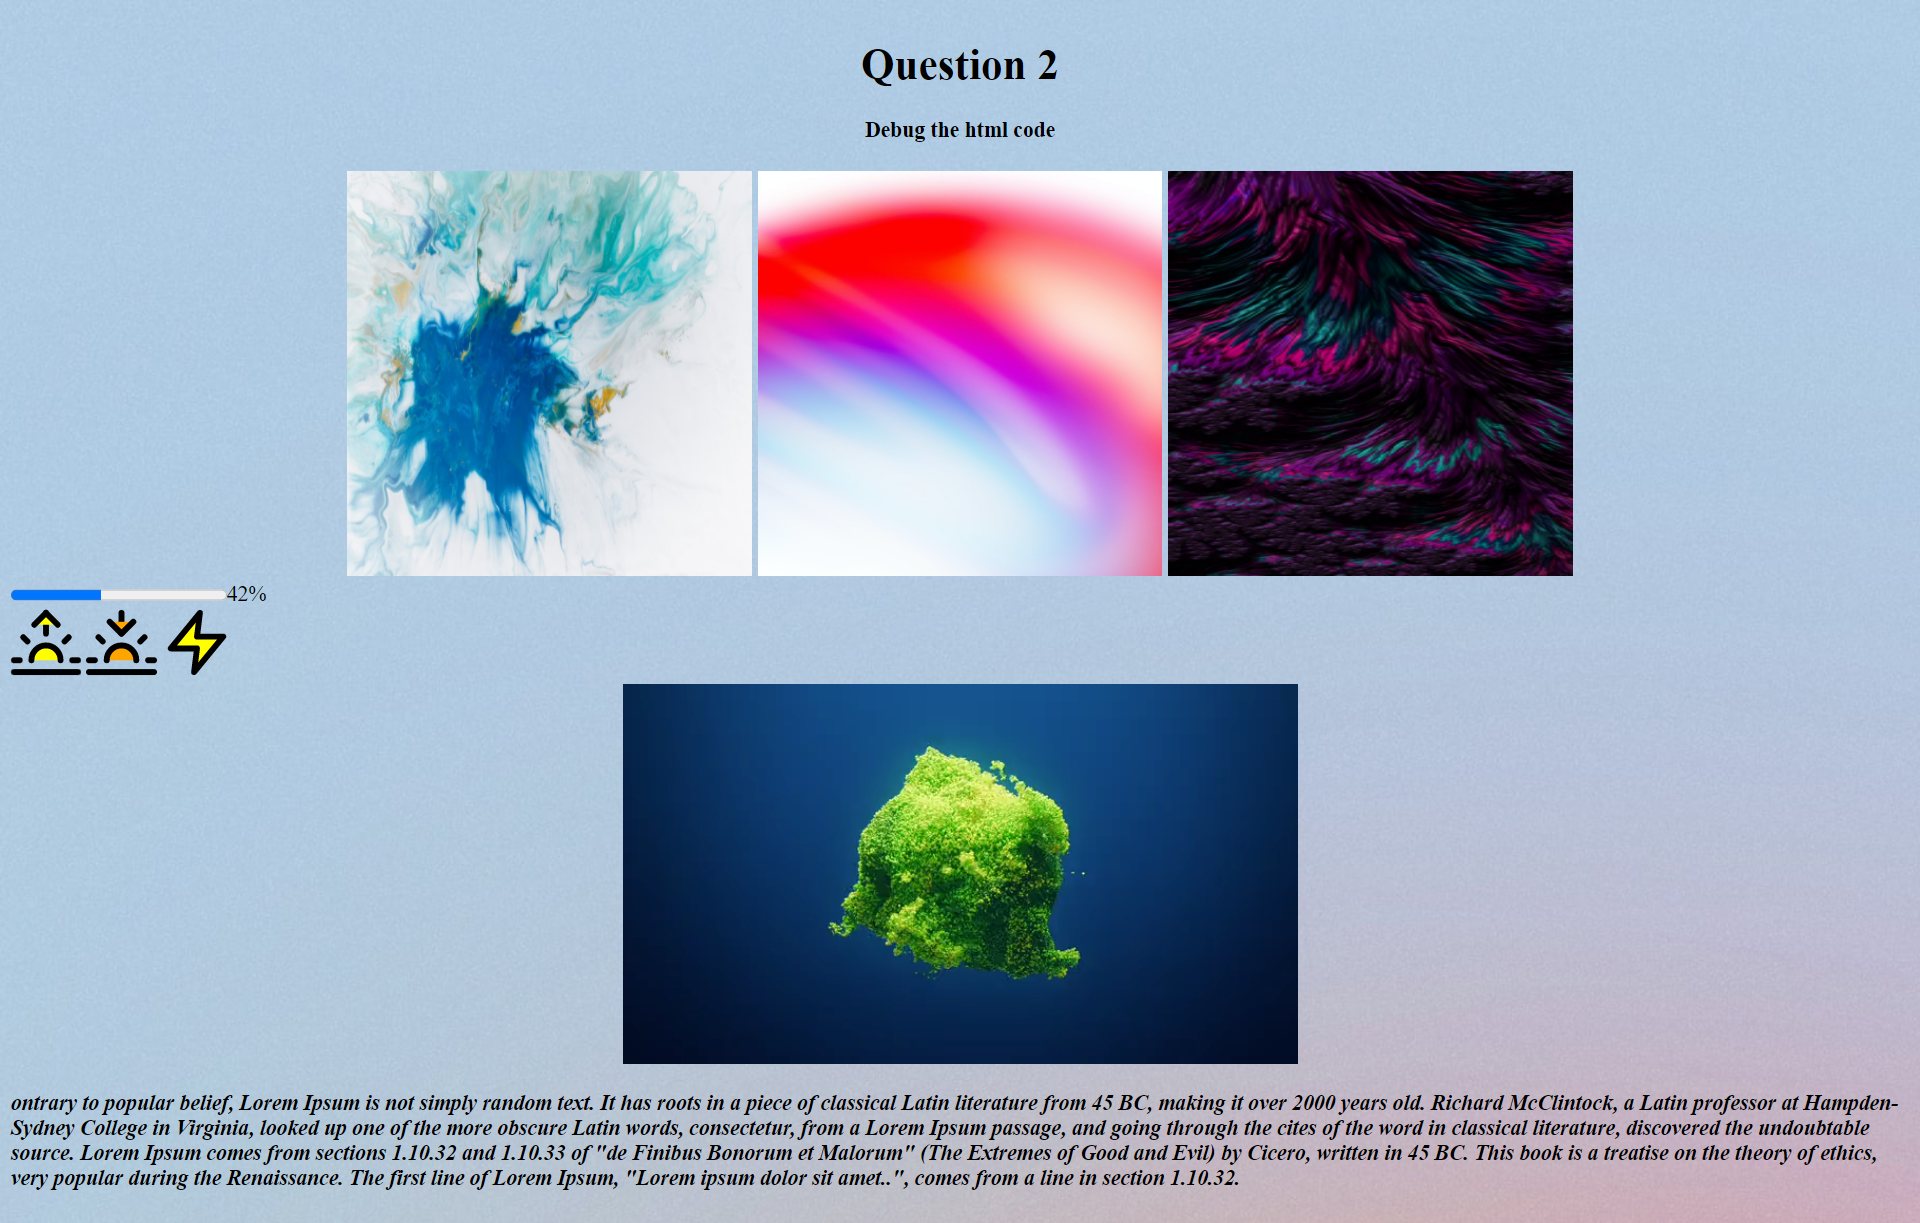 Question 2
Debug the html code
42%
ontrary to popular belief, Lorem Ipsum is not simply random text. It has roots in a piece of classical Latin literature from 45 BC, making it over 2000 years old. Richard McClintock, a Latin professor at Hampden-
Sydney College in Virginia, looked up one of the more obscure Latin words, consectetur, from a Lorem Ipsum passage, and going through the cites of the word in classical literature, discovered the undoubtable
source. Lorem Ipsum comes from sections 1.10.32 and 1.10.33 of "de Finibus Bonorum et Malorum" (The Extremes of Good and Evil) by Cicero, written in 45 BC. This book is a treatise on the theory of ethics,
very popular during the Renaissance. The first line of Lorem Ipsum, "Lorem ipsum dolor sit amet..", comes from a line in section 1.10.32.